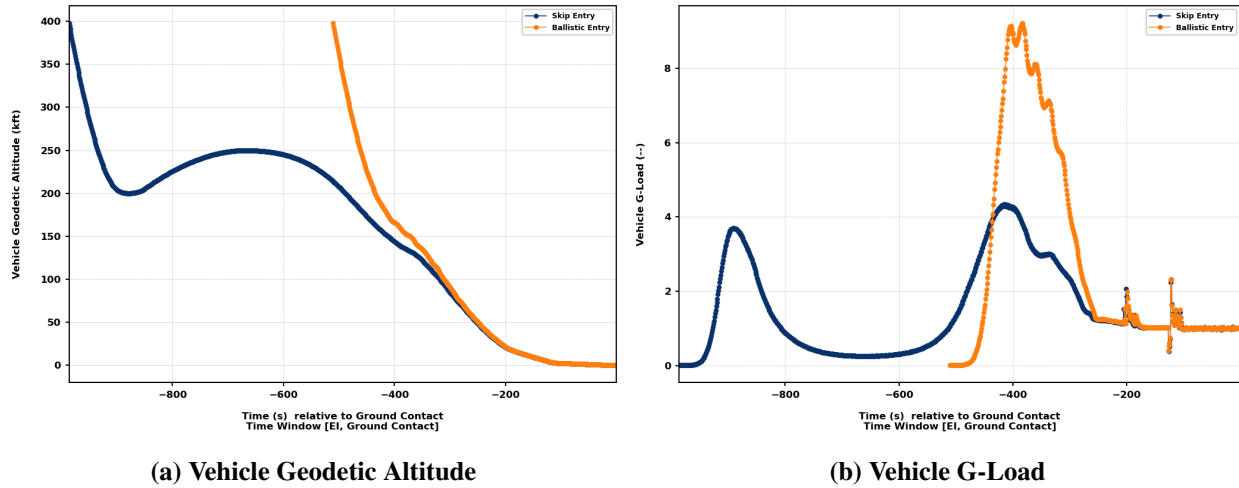 400
350
300
250
200
150
100
50
0
Vehicle Geodetic Altitude (kft)
Skip Entry
Ballistic Entry
−800
−600
−400
−200
Time (s)  relative to Ground Contact
Time Window [EI, Ground Contact]
(a) Vehicle Geodetic Altitude
8
6
4
2
0
Vehicle G-Load (--)
Skip Entry
Ballistic Entry
−800
−600
−400
−200
Time (s)  relative to Ground Contact
Time Window [EI, Ground Contact]
(b) Vehicle G-Load